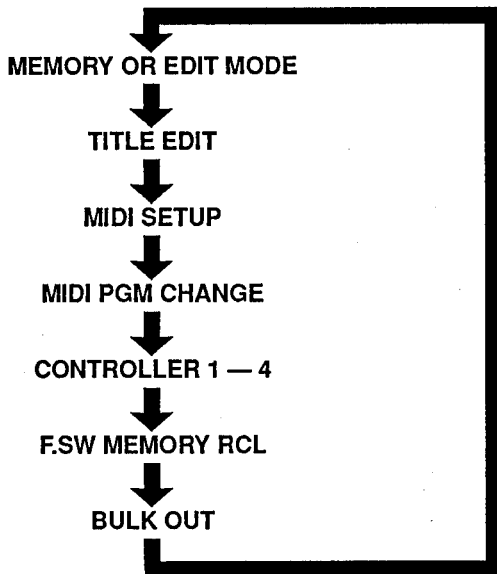 MEMORY OR EDIT MODE
TITLE EDIT
MIDI SETUP
MIDI PGM CHANGE
CONTROLLER 1 — 4
F.SW MEMORY RCL
BULK OUT